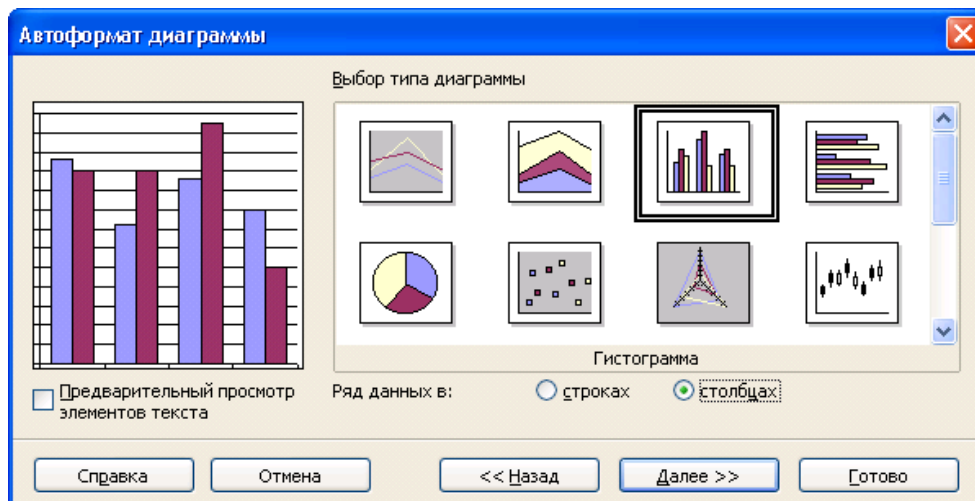 Автоформат диаграммы
Выбор типа диаграммы
Гистограмма
Предварительный просмотр
элементов текста
Ряд данных в:
строках
столбцах
Справка
Отмена
<< Назад
Далее >>
Готово